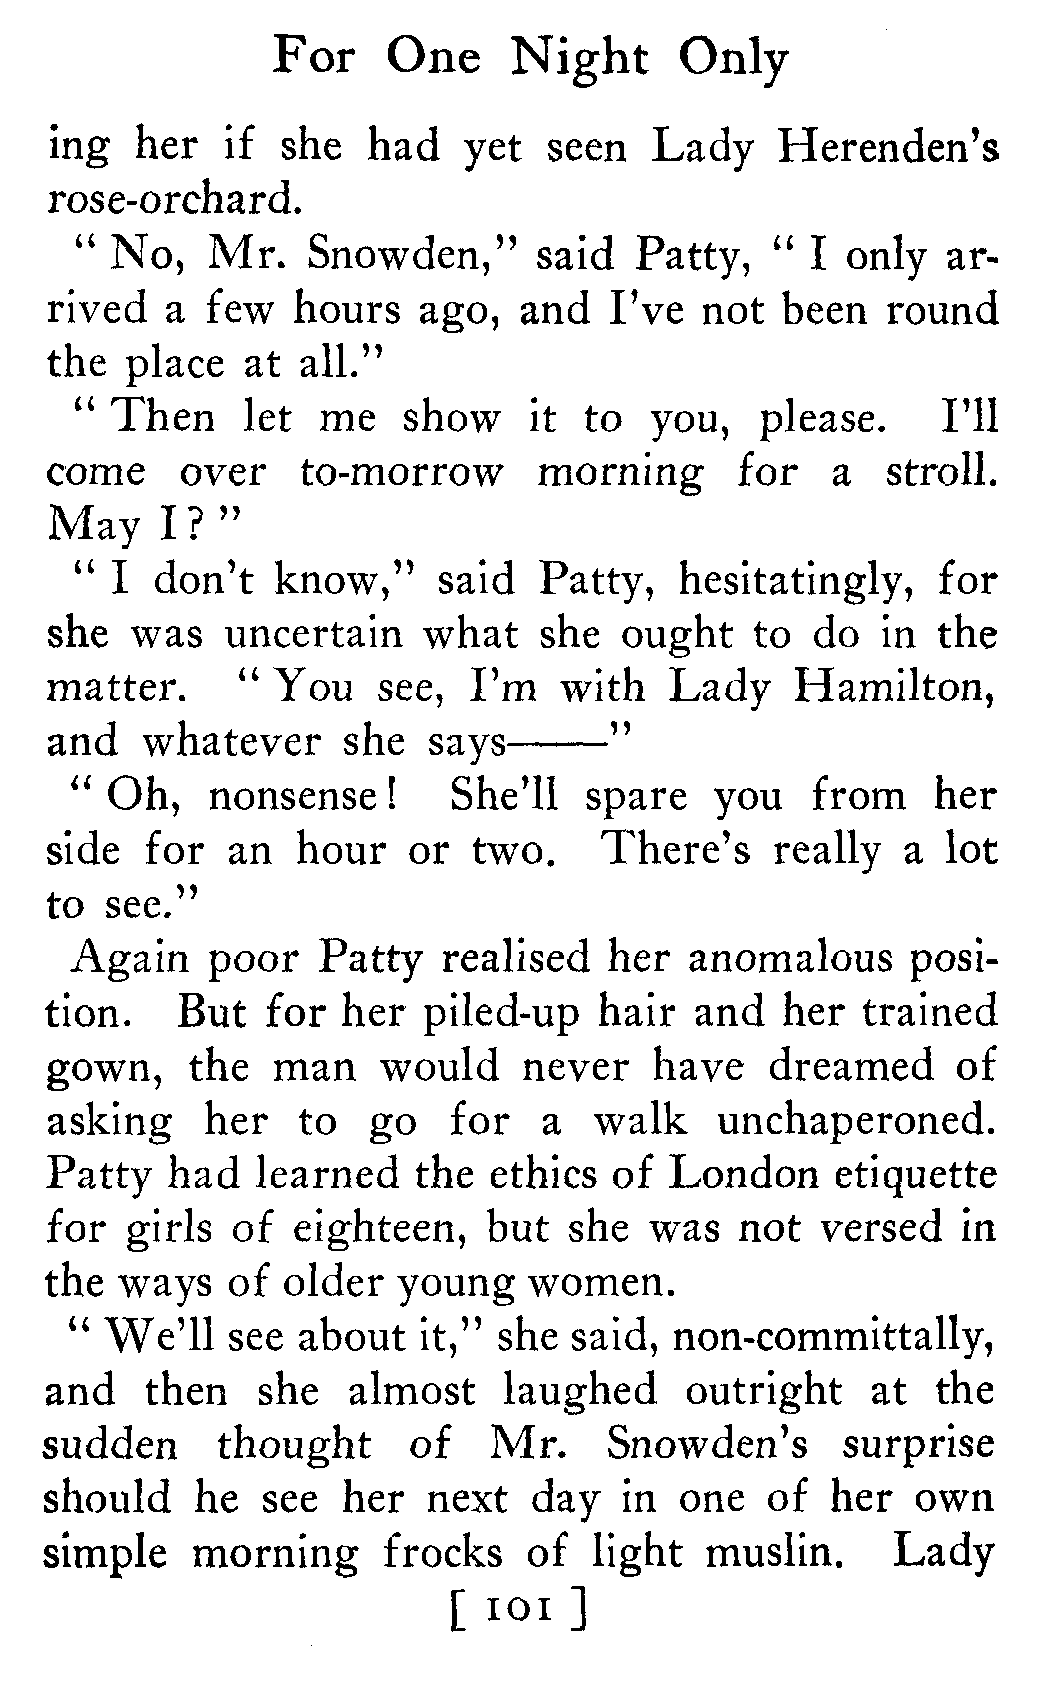 For One Night Only
ing her if she had yet seen Lady Herenden's
rose-orchard.
" No, Mr. Snowden," said Patty, " I only ar-
rived a few hours ago, and I've not been round
the place at all."
" Then let me show it to you, please. I'll
come over to-morrow morning for a stroll.
May I? "
" I don't know," said Patty, hesitatingly, for
she was uncertain what she ought to do in the
matter. " You see, I'm with Lady Hamilton,
and whatever she says——"
" Oh, nonsense! She'll spare you from her
side for an hour or two. There's really a lot
to see."
Again poor Patty realised her anomalous posi-
tion. But for her piled-up hair and her trained
gown, the man would never have dreamed of
asking her to go for a walk unchaperoned.
Patty had learned the ethics of London etiquette
for girls of eighteen, but she was not versed in
the ways of older young women.
" We'll see about it," she said, non-committally,
and then she almost laughed outright at the
sudden thought of Mr. Snowden's surprise
should he see her next day in one of her own
simple morning frocks of light muslin. Lady
[ 101 ]